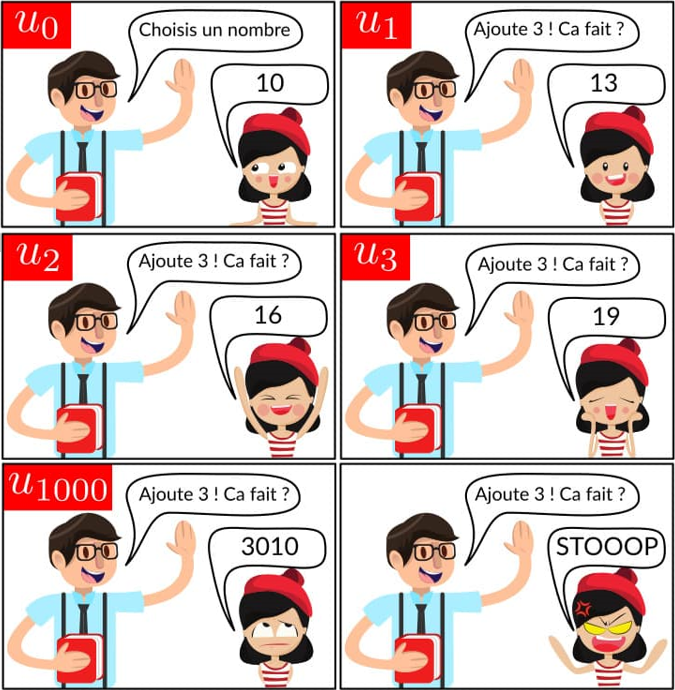 u0
Choisis un nombre
10
u1
Ajoute 3 ! Ca fait ?
13
u2
Ajoute 3 ! Ca fait ?
16
u3
Ajoute 3 ! Ca fait ?
19
u1000
Ajoute 3 ! Ca fait ?
3010
Ajoute 3 ! Ca fait ?
STOOOP